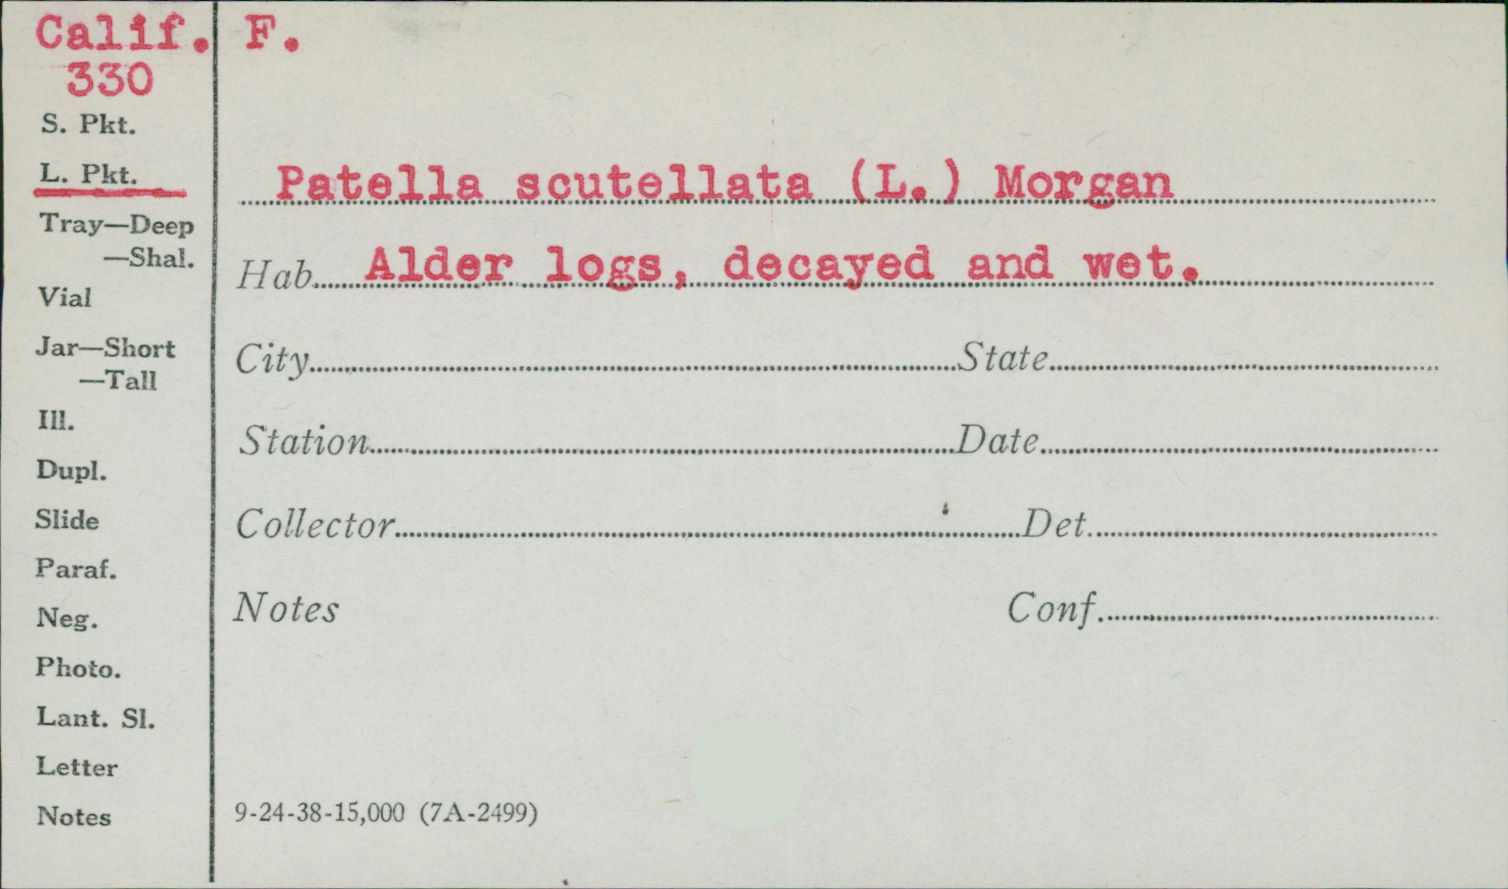 Calif. F.
330
S. Pkt.
L. Pkt.
Patella scutellata (L.) Morgan
Tray—Deep
—Shal.
Hab. Alder logs, decayed and wet.
Vial
Jar—Short
—Tall
City State
Ill.
Station Date
Dupl.
Slide
Collector Det.
Paraf.
Neg.
Notes Conf.
Photo.
Lant. Sl.
Letter
Notes
9-24-38-15,000 (7A-2499)